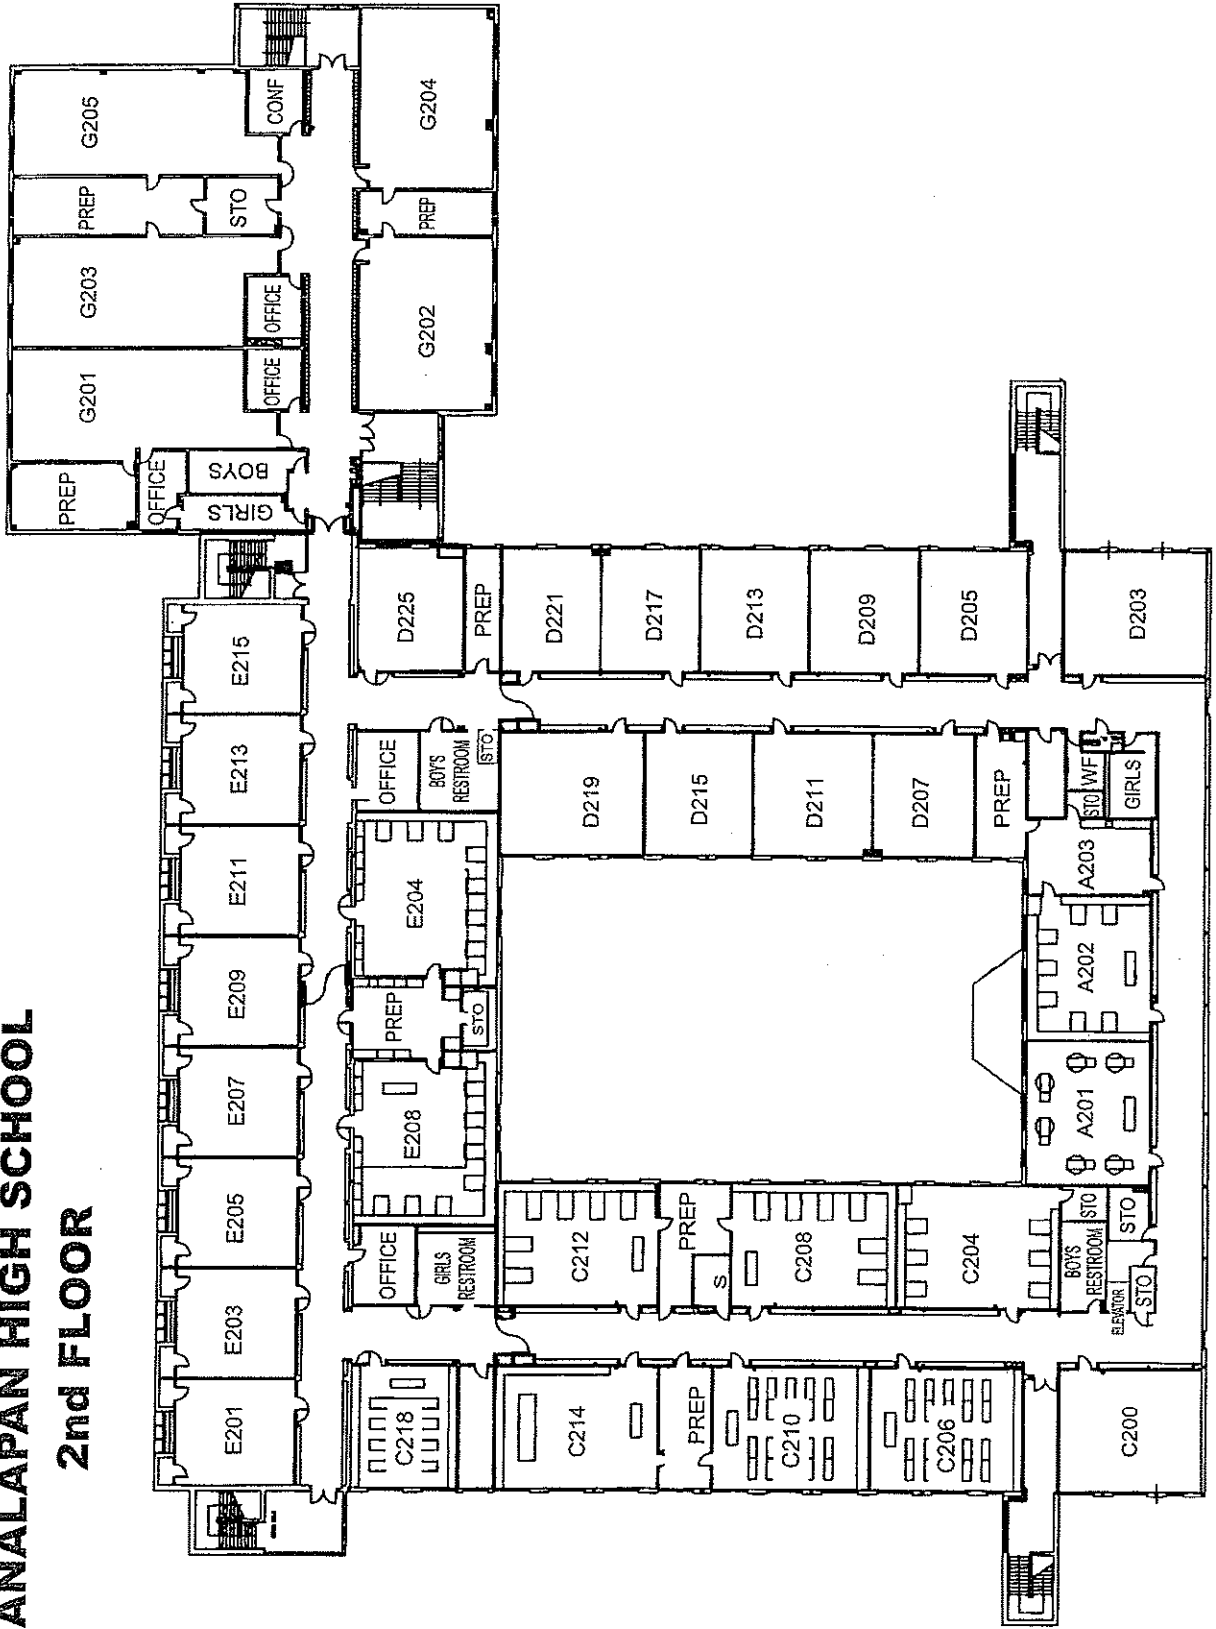 ANALAPAN HIGH SCHOOL
2nd FLOOR
E201
E203
E205
E207
E209
E211
E213
E215
PREP
OFFICE
GIRLS
BOYS
G201
OFFICE
G203
OFFICE
PREP
STO
G205
CONF
G202
PREP
G204
C218
OFFICE
GIRLS
RESTROOM
E208
PREP
STO
E204
OFFICE
BOYS
RESTROOM
STO
D225
PREP
C214
PREP
C210
C206
C200
C212
PREP
S
C208
C204
BOYS
RESTROOM
STO
STO
ELEVATOR
STO
A201
A202
A203
STO
WF
GIRLS
D219
D215
D211
D207
PREP
D221
D217
D213
D209
D205
D203